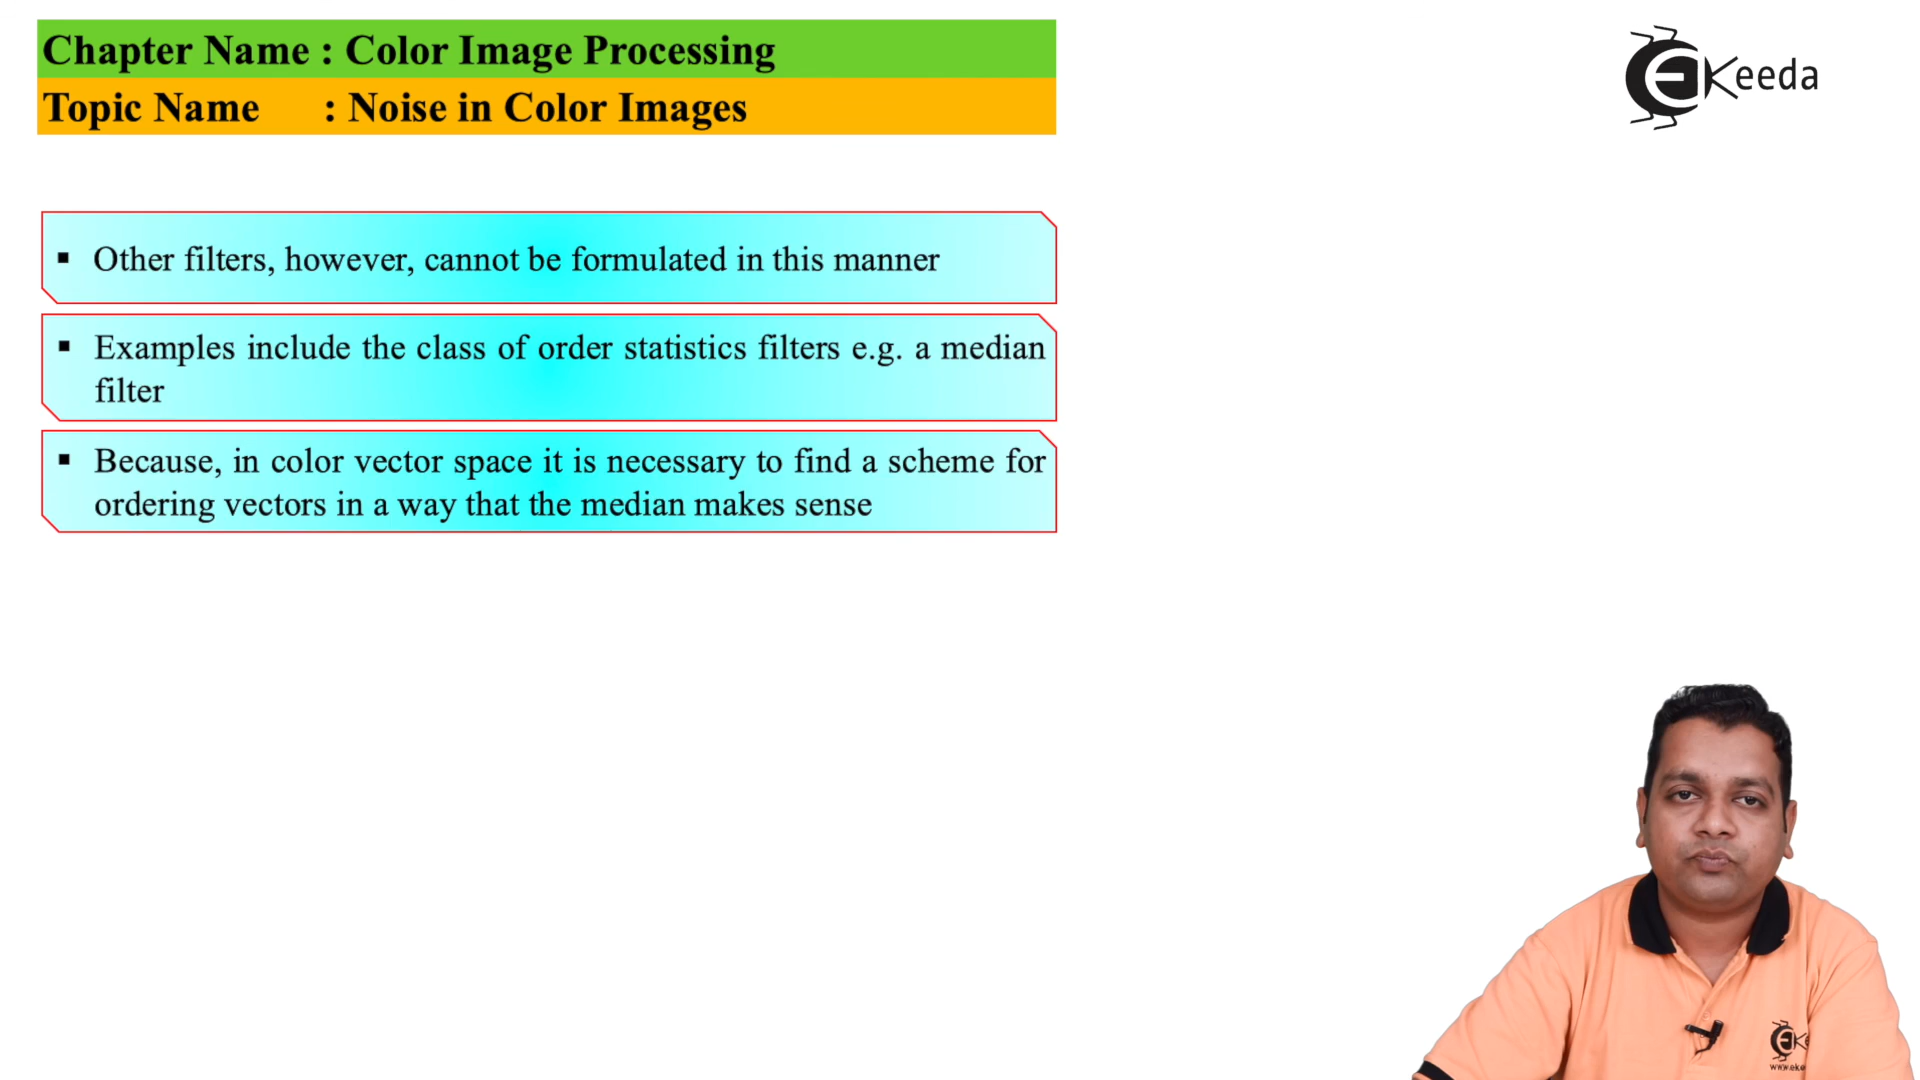 Chapter Name : Color Image Processing
Topic Name : Noise in Color Images
eKeeda
▪ Other filters, however, cannot be formulated in this manner
▪ Examples include the class of order statistics filters e.g. a median
filter
▪ Because, in color vector space it is necessary to find a scheme for
ordering vectors in a way that the median makes sense